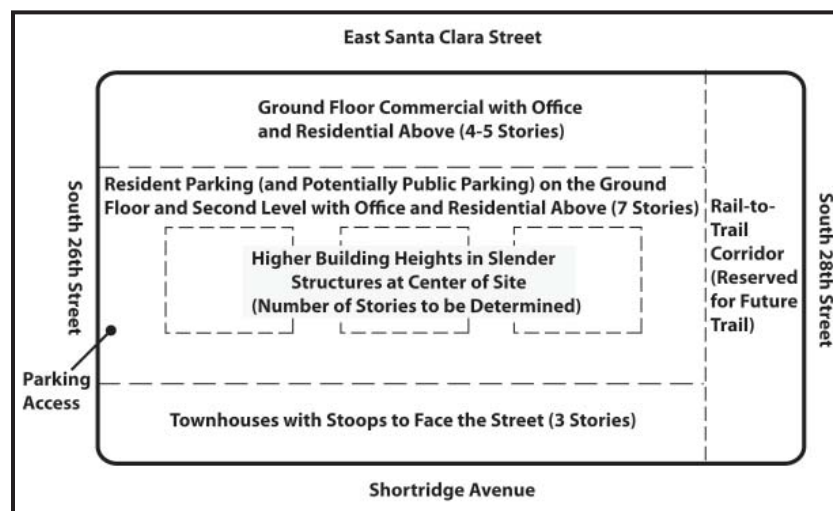 East Santa Clara Street
Ground Floor Commercial with Office
and Residential Above (4-5 Stories)
South 26th Street
Resident Parking (and Potentially Public Parking) on the Ground
Floor and Second Level with Office and Residential Above (7 Stories)
Higher Building Heights in Slender
Structures at Center of Site
(Number of Stories to be Determined)
Rail-to-
Trail
Corridor
(Reserved
for Future
Trail)
South 28th Street
Parking
Access
Townhouses with Stoops to Face the Street (3 Stories)
Shortridge Avenue